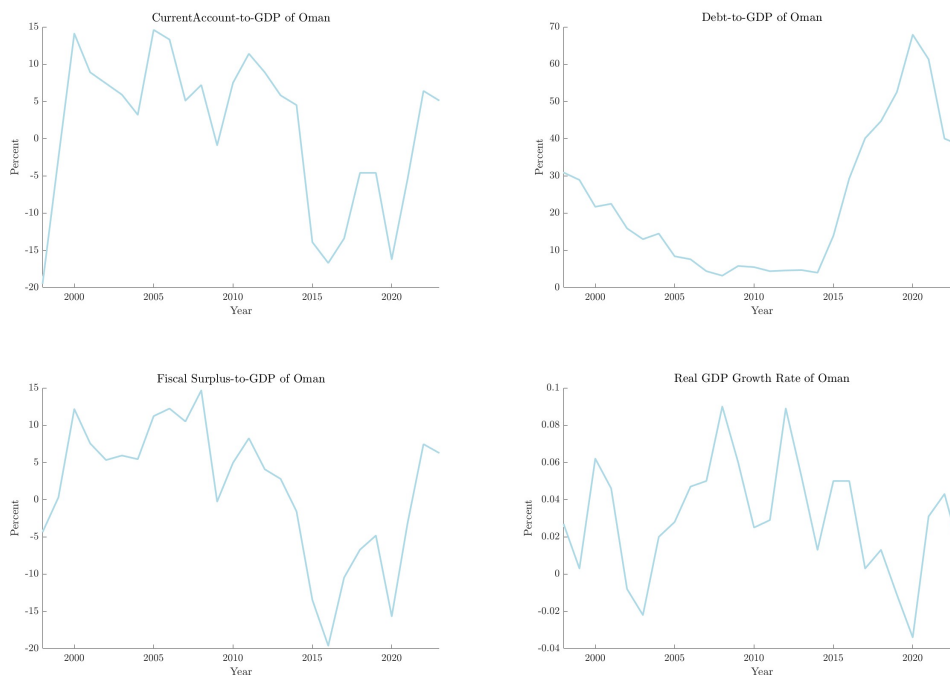 CurrentAccount-to-GDP of Oman
15
10
5
0
-5
-10
-15
-20
Percent
2000 2005 2010 2015 2020
Year
Debt-to-GDP of Oman
70
60
50
40
30
20
10
0
Percent
2000 2005 2010 2015 2020
Year
Fiscal Surplus-to-GDP of Oman
15
10
5
0
-5
-10
-15
-20
Percent
2000 2005 2010 2015 2020
Year
Real GDP Growth Rate of Oman
0.1
0.08
0.06
0.04
0.02
0
-0.02
-0.04
Percent
2000 2005 2010 2015 2020
Year